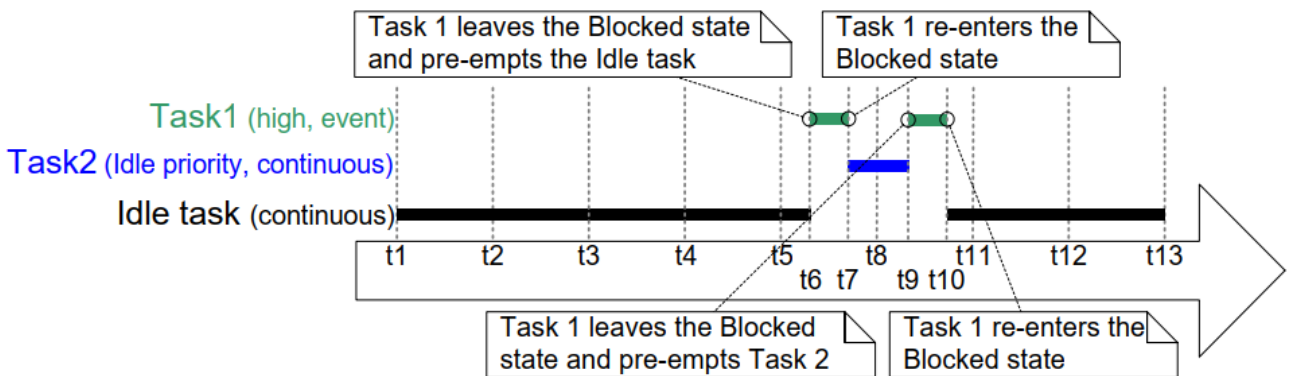 Task 1 leaves the Blocked state
and pre-empts the Idle task
Task 1 re-enters the
Blocked state
Task1 (high, event)
Task2 (Idle priority, continuous)
Idle task (continuous)
t1 t2 t3 t4 t5 t8 t11 t12 t13
t6 t7 t9 t10
Task 1 leaves the Blocked
state and pre-empts Task 2
Task 1 re-enters the
Blocked state